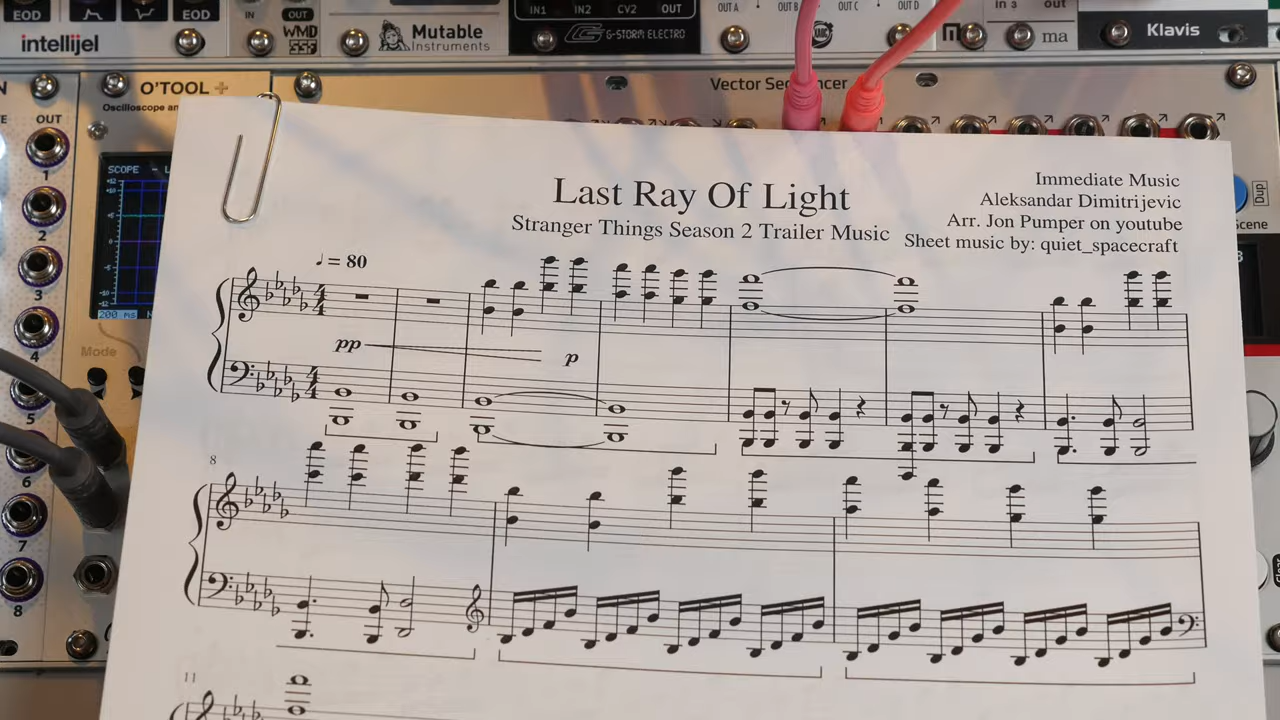 EOD
EOD
IN
OUT
intellijel
WMD
SSF
Mutable
Instruments
IN1 IN2 CV2 OUT
G-STORM ELECTRO
OUT A
OUT B
OUT C
OUT D
in 3 out
ma
Klavis
O'TOOL +
Oscilloscope an
Vector Sequencer
OUT
1
2
3
4
5
6
7
8
SCOPE - L
200 ms
Mode
Dup
Scene
Last Ray Of Light
Stranger Things Season 2 Trailer Music
Immediate Music
Aleksandar Dimitrijevic
Arr. Jon Pumper on youtube
Sheet music by: quiet_spacecraft
♩ = 80
pp
p
8
11